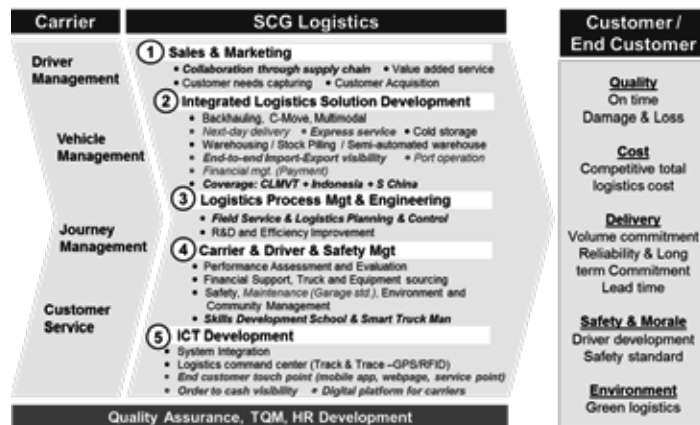 Carrier
Driver
Management
Vehicle
Management
Journey
Management
Customer
Service
SCG Logistics
1 Sales & Marketing
• Collaboration through supply chain • Value added service
• Customer needs capturing • Customer Acquisition
2 Integrated Logistics Solution Development
• Backhauling, C-Move, Multimodal
• Next-day delivery • Express service • Cold storage
• Warehousing / Stock Pilling / Semi-automated warehouse
• End-to-end Import-Export visibility • Port operation
• Financial mgt. (Payment)
• Coverage: CLMVT + Indonesia + S China
3 Logistics Process Mgt & Engineering
• Field Service & Logistics Planning & Control
• R&D and Efficiency Improvement
4 Carrier & Driver & Safety Mgt
• Performance Assessment and Evaluation
• Financial Support, Truck and Equipment sourcing
• Safety, Maintenance (Garage std.), Environment and
Community Management
• Skills Development School & Smart Truck Man
5 ICT Development
• System Integration
• Logistics command center (Track & Trace –GPS/RFID)
• End customer touch point (mobile app, webpage, service point)
• Order to cash visibility • Digital platform for carriers
Quality Assurance, TQM, HR Development
Customer /
End Customer
Quality
On time
Damage & Loss
Cost
Competitive total
logistics cost
Delivery
Volume commitment
Reliability & Long
term Commitment
Lead time
Safety & Morale
Driver development
Safety standard
Environment
Green logistics